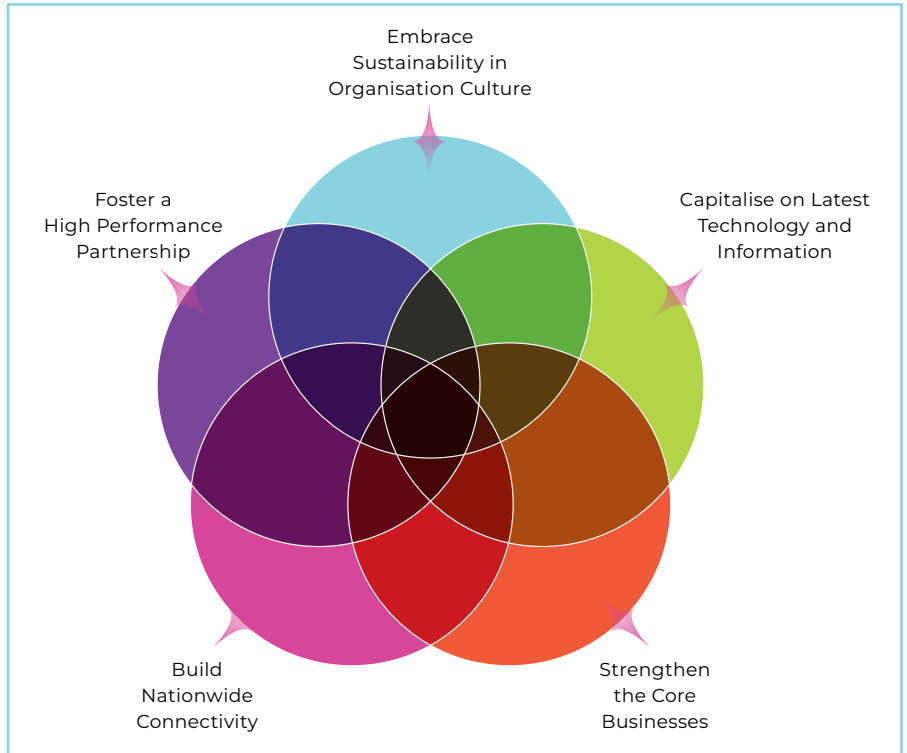 Embrace
Sustainability in
Organisation Culture
Foster a
High Performance
Partnership
Capitalise on Latest
Technology and
Information
Build
Nationwide
Connectivity
Strengthen
the Core
Businesses